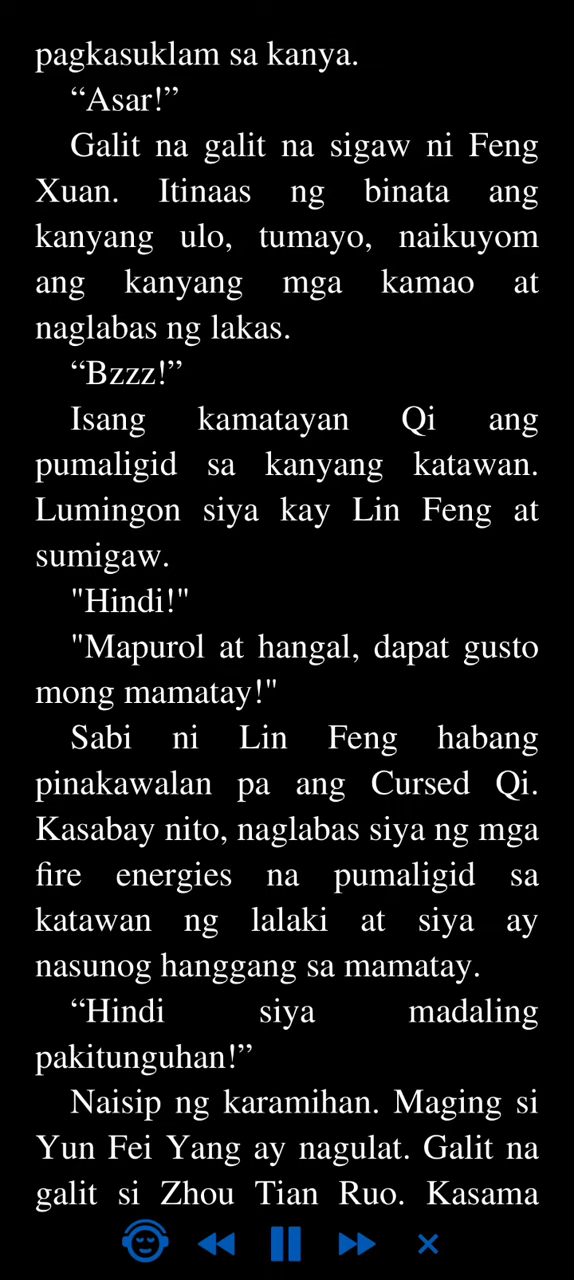 pagkasuklam sa kanya.
“Asar!”
Galit na galit na sigaw ni Feng
Xuan. Itinaas ng binata ang
kanyang ulo, tumayo, naikuyom
ang kanyang mga kamao at
naglabas ng lakas.
“Bzzz!”
Isang kamatayan Qi ang
pumaligid sa kanyang katawan.
Lumingon siya kay Lin Feng at
sumigaw.
"Hindi!"
"Mapurol at hangal, dapat gusto
mong mamatay!"
Sabi ni Lin Feng habang
pinakawalan pa ang Cursed Qi.
Kasabay nito, naglabas siya ng mga
fire energies na pumaligid sa
katawan ng lalaki at siya ay
nasunog hanggang sa mamatay.
“Hindi siya madaling
pakitunguhan!”
Naisip ng karamihan. Maging si
Yun Fei Yang ay nagulat. Galit na
galit si Zhou Tian Ruo. Kasama